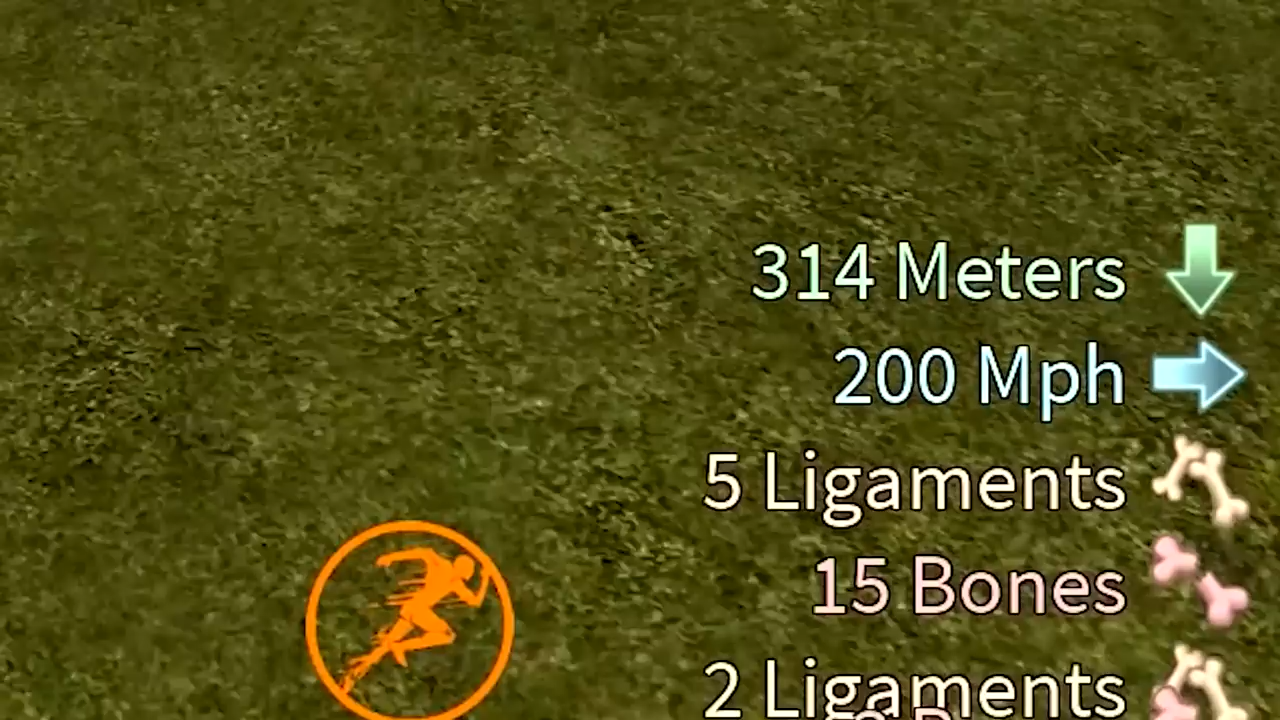 314 Meters
200 Mph
5 Ligaments
15 Bones
2 Ligaments